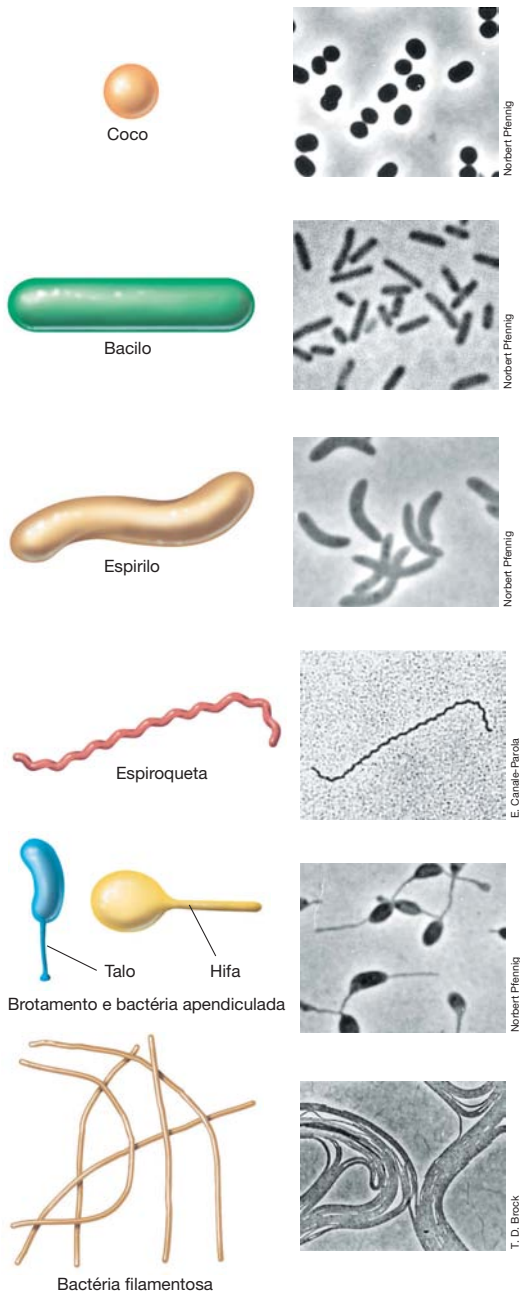 Coco
Norbert Pfennig
Bacilo
Norbert Pfennig
Espirilo
Norbert Pfennig
Espiroqueta
E. Canale-Parola
Talo
Hifa
Brotamento e bactéria apendiculada
Norbert Pfennig
Bactéria filamentosa
T. D. Brock